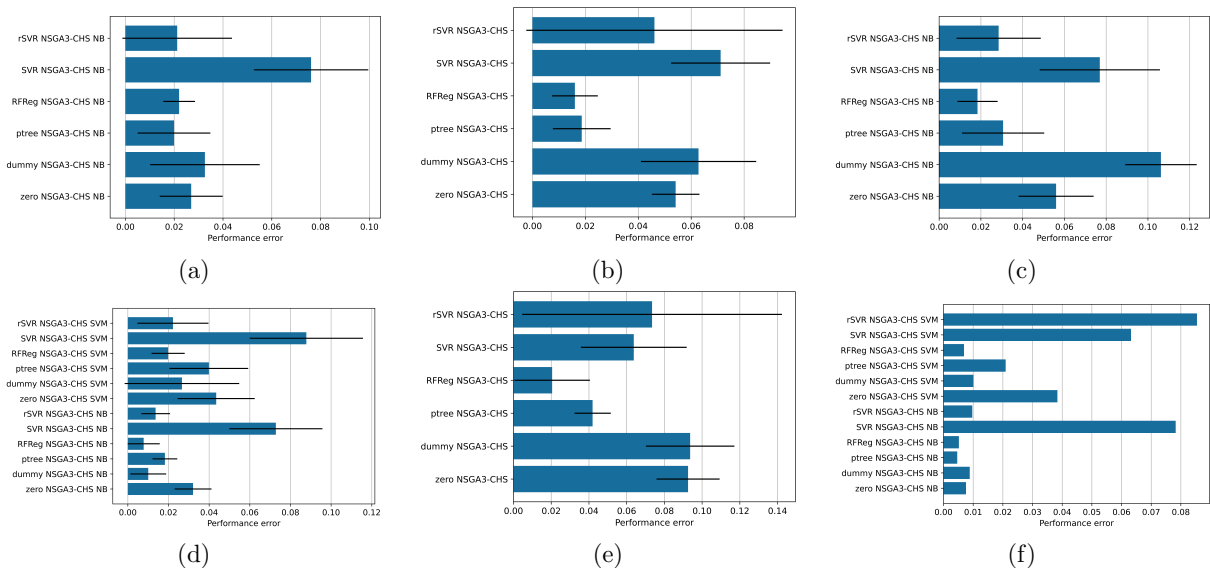 rSVR NSGA3-CHS NB
SVR NSGA3-CHS NB
RFReg NSGA3-CHS NB
ptree NSGA3-CHS NB
dummy NSGA3-CHS NB
zero NSGA3-CHS NB
0.00 0.02 0.04 0.06 0.08 0.10
Performance error
(a)
rSVR NSGA3-CHS
SVR NSGA3-CHS
RFReg NSGA3-CHS
ptree NSGA3-CHS
dummy NSGA3-CHS
zero NSGA3-CHS
0.00 0.02 0.04 0.06 0.08
Performance error
(b)
rSVR NSGA3-CHS NB
SVR NSGA3-CHS NB
RFReg NSGA3-CHS NB
ptree NSGA3-CHS NB
dummy NSGA3-CHS NB
zero NSGA3-CHS NB
0.00 0.02 0.04 0.06 0.08 0.10 0.12
Performance error
(c)
rSVR NSGA3-CHS SVM
SVR NSGA3-CHS SVM
RFReg NSGA3-CHS SVM
ptree NSGA3-CHS SVM
dummy NSGA3-CHS SVM
zero NSGA3-CHS SVM
rSVR NSGA3-CHS NB
SVR NSGA3-CHS NB
RFReg NSGA3-CHS NB
ptree NSGA3-CHS NB
dummy NSGA3-CHS NB
zero NSGA3-CHS NB
0.00 0.02 0.04 0.06 0.08 0.10 0.12
Performance error
(d)
rSVR NSGA3-CHS
SVR NSGA3-CHS
RFReg NSGA3-CHS
ptree NSGA3-CHS
dummy NSGA3-CHS
zero NSGA3-CHS
0.00 0.02 0.04 0.06 0.08 0.10 0.12 0.14
Performance error
(e)
rSVR NSGA3-CHS SVM
SVR NSGA3-CHS SVM
RFReg NSGA3-CHS SVM
ptree NSGA3-CHS SVM
dummy NSGA3-CHS SVM
zero NSGA3-CHS SVM
rSVR NSGA3-CHS NB
SVR NSGA3-CHS NB
RFReg NSGA3-CHS NB
ptree NSGA3-CHS NB
dummy NSGA3-CHS NB
zero NSGA3-CHS NB
0.00 0.01 0.02 0.03 0.04 0.05 0.06 0.07 0.08
Performance error
(f)